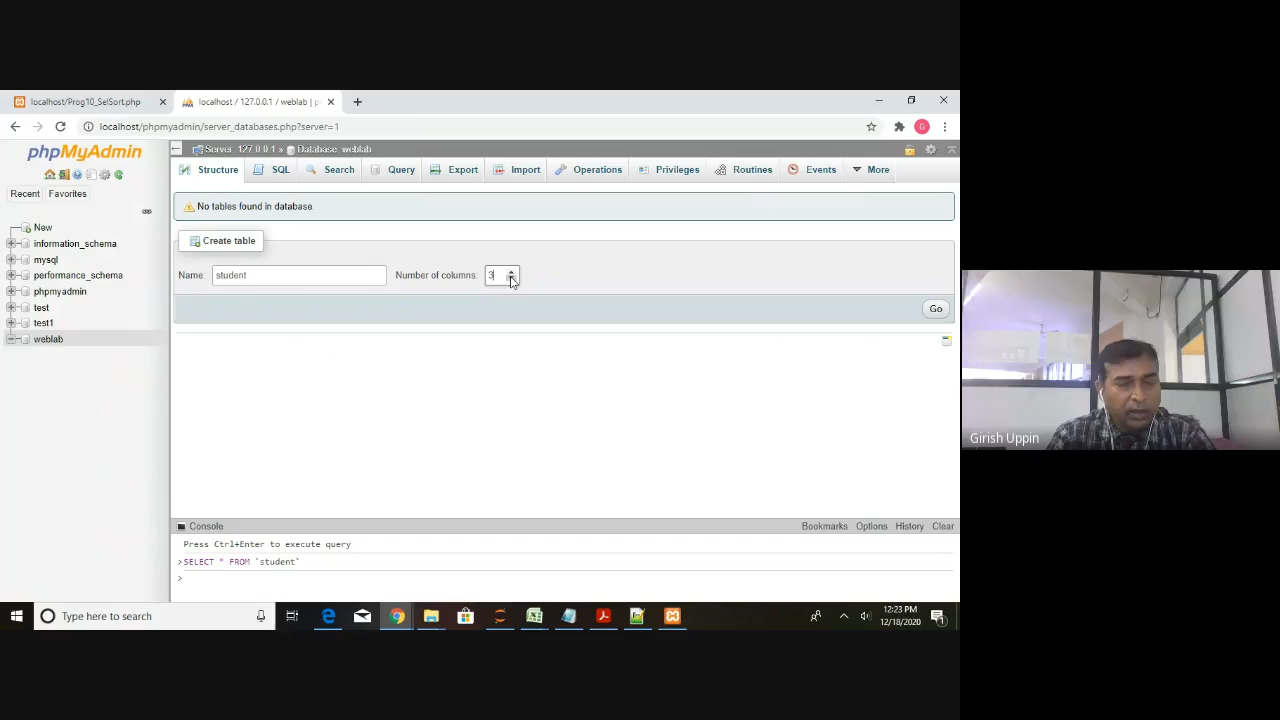 localhost/Prog10_SelSort.php
localhost / 127.0.0.1 / weblab | p
localhost/phpmyadmin/server_databases.php?server=1
G
phpMyAdmin
Recent
Favorites
New
information_schema
mysql
performance_schema
phpmyadmin
test
test1
weblab
Server: 127.0.0.1 » Database: weblab
Structure
SQL
Search
Query
Export
Import
Operations
Privileges
Routines
Events
More
No tables found in database.
Create table
Name: student
Number of columns: 3
Go
Console
Bookmarks
Options
History
Clear
Press Ctrl+Enter to execute query
>SELECT * FROM `student`
>
Girish Uppin
Type here to search
12:23 PM
12/18/2020
1